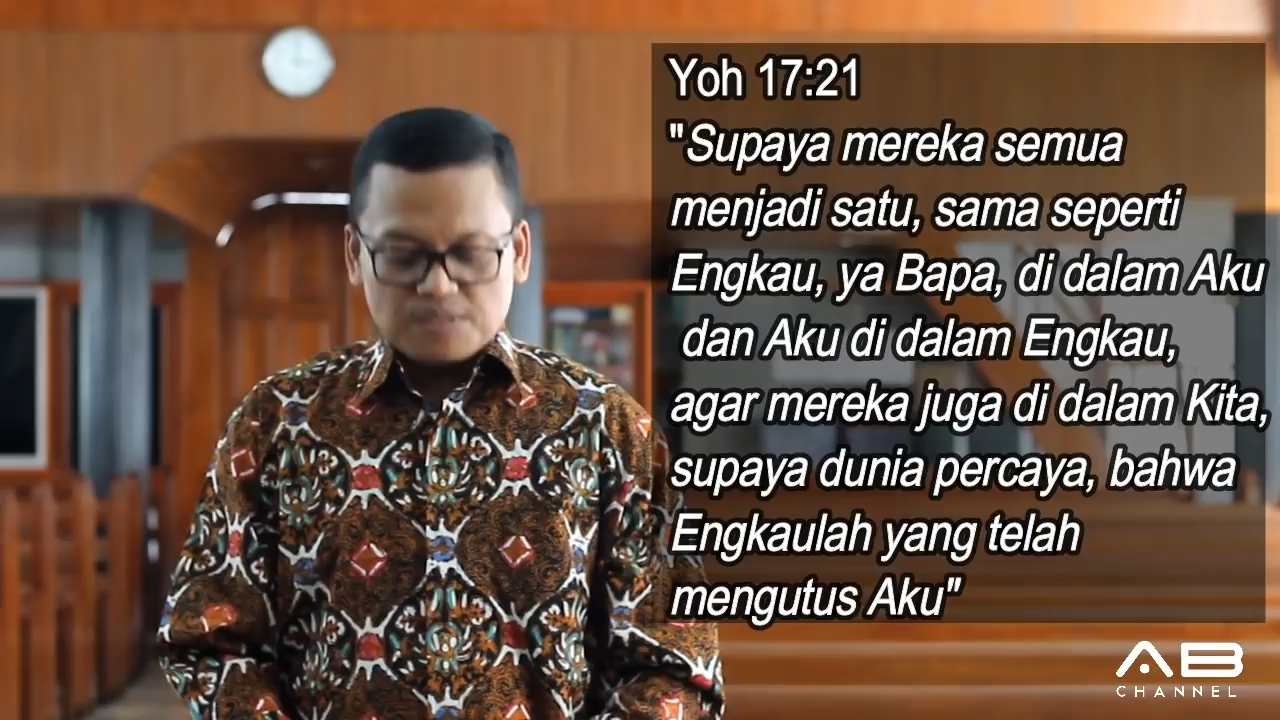 Yoh 17:21
"Supaya mereka semua
menjadi satu, sama seperti
Engkau, ya Bapa, di dalam Aku
dan Aku di dalam Engkau,
agar mereka juga di dalam Kita,
supaya dunia percaya, bahwa
Engkaulah yang telah
mengutus Aku"
AB
CHANNEL